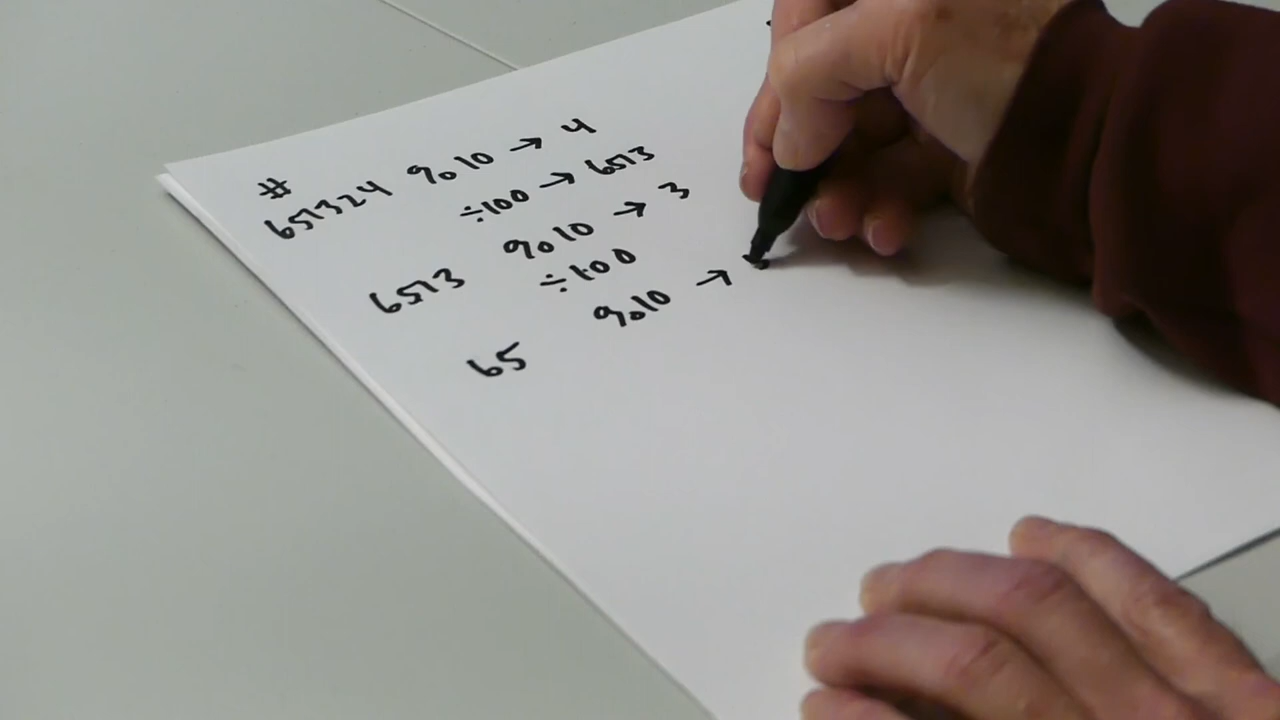 #
651324 %10 → 4
÷100 → 6513
6513 %10 → 3
÷100
65 %10 →